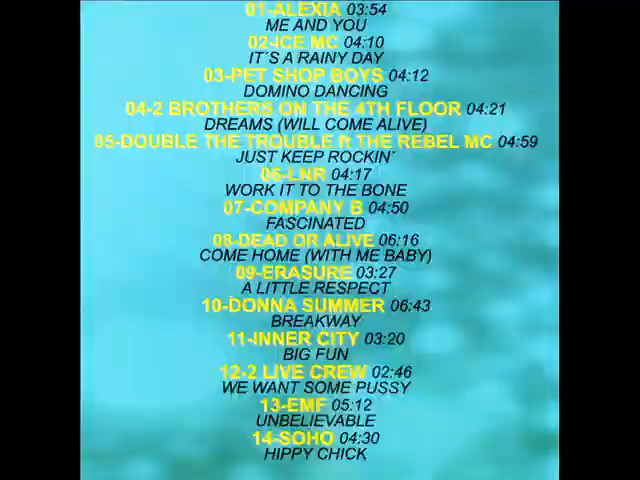 01-ALEXIA 03:54
ME AND YOU
02-ICE MC 04:10
IT´S A RAINY DAY
03-PET SHOP BOYS 04:12
DOMINO DANCING
04-2 BROTHERS ON THE 4TH FLOOR 04:21
DREAMS (WILL COME ALIVE)
05-DOUBLE THE TROUBLE ft THE REBEL MC 04:59
JUST KEEP ROCKIN´
06-LNR 04:17
WORK IT TO THE BONE
07-COMPANY B 04:50
FASCINATED
08-DEAD OR ALIVE 06:16
COME HOME (WITH ME BABY)
09-ERASURE 03:27
A LITTLE RESPECT
10-DONNA SUMMER 06:43
BREAKWAY
11-INNER CITY 03:20
BIG FUN
12-2 LIVE CREW 02:46
WE WANT SOME PUSSY
13-EMF 05:12
UNBELIEVABLE
14-SOHO 04:30
HIPPY CHICK